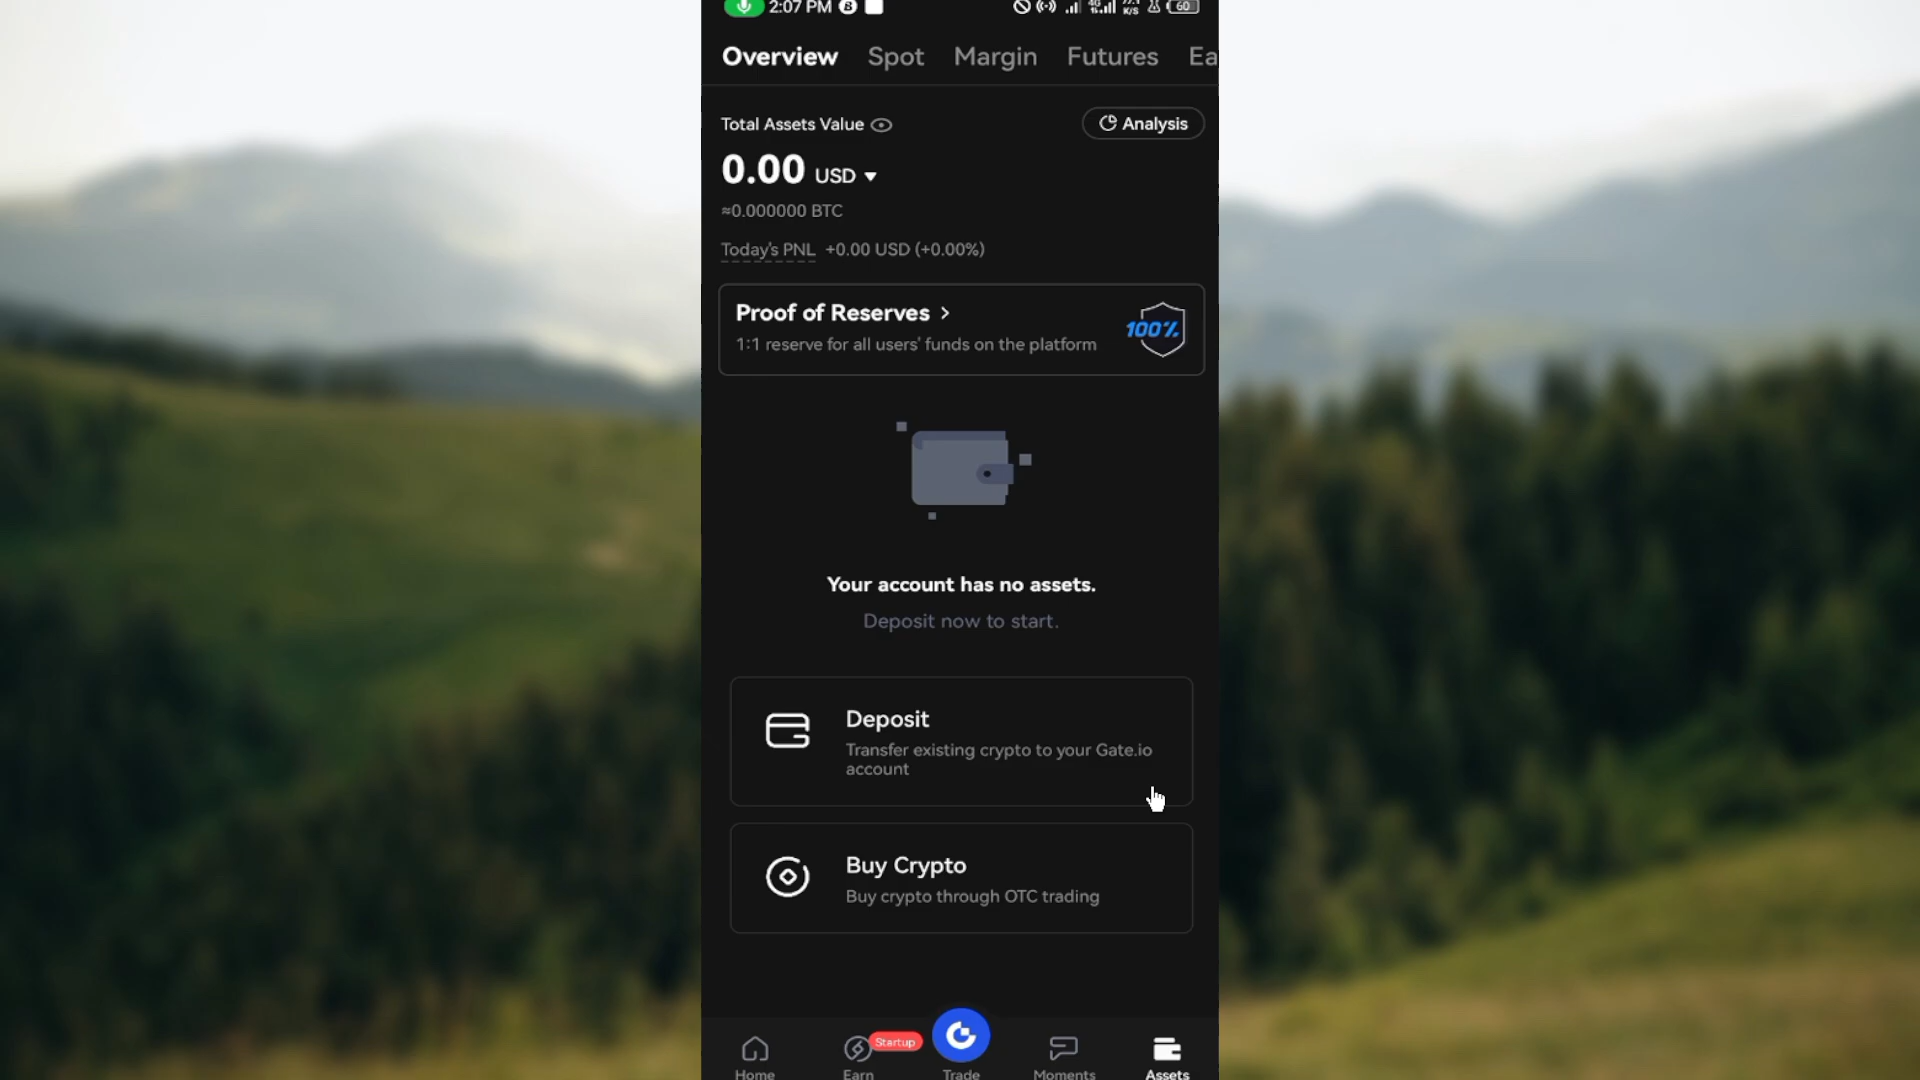 2:07 PM
60
Overview Spot Margin Futures Ea
Total Assets Value
Analysis
0.00 USD
≈0.000000 BTC
Today's PNL +0.00 USD (+0.00%)
Proof of Reserves >
1:1 reserve for all users' funds on the platform
100%
Your account has no assets.
Deposit now to start.
Deposit
Transfer existing crypto to your Gate.io
account
Buy Crypto
Buy crypto through OTC trading
Startup
Home Earn Trade Moments Assets